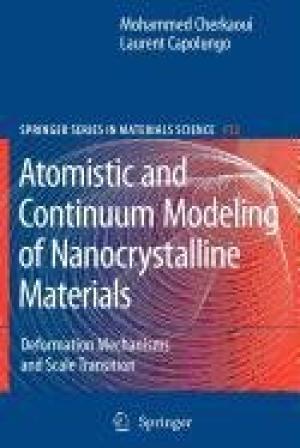 Mohammed Cherkaoui
Laurent Capolungo
SPRINGER SERIES IN MATERIALS SCIENCE
Atomistic and
Continuum Modeling
of Nanocrystalline
Materials
Deformation Mechanisms
and Scale Transition
Springer